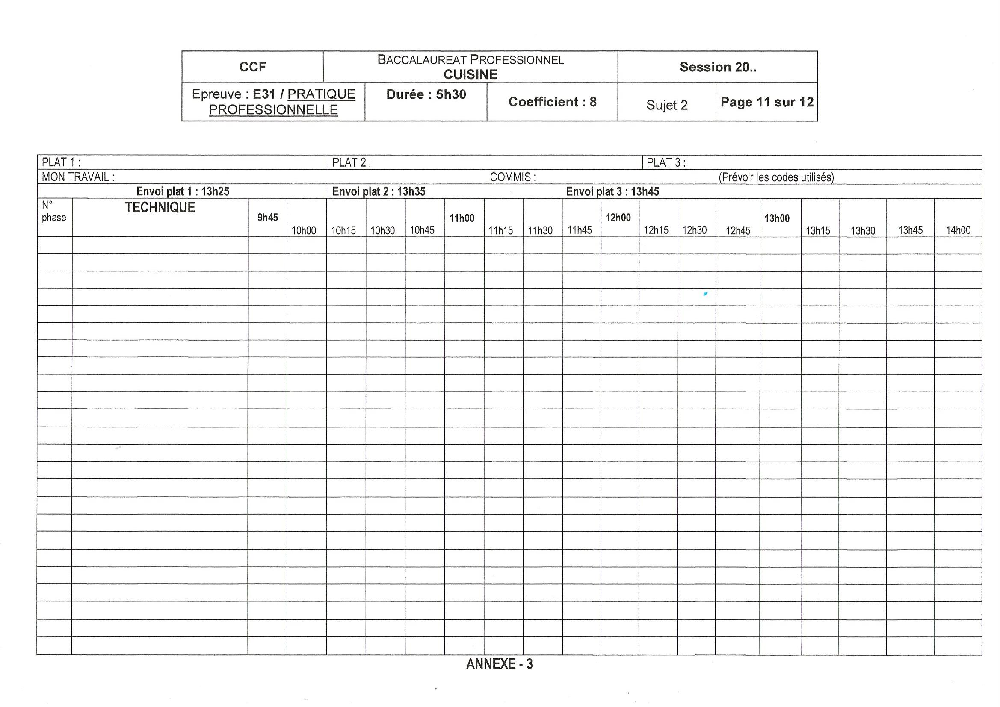 CCF
BACCALAUREAT PROFESSIONNEL
CUISINE
Session 20..
Epreuve : E31 / PRATIQUE
PROFESSIONNELLE
Durée : 5h30
Coefficient : 8
Sujet 2
Page 11 sur 12
PLAT 1 :
PLAT 2 :
PLAT 3 :
MON TRAVAIL : COMMIS : (Prévoir les codes utilisés)
Envoi plat 1 : 13h25
Envoi plat 2 : 13h35
Envoi plat 3 : 13h45
N°
phase
TECHNIQUE
9h45 10h00 10h15 10h30 10h45 11h00 11h15 11h30 11h45 12h00 12h15 12h30 12h45 13h00 13h15 13h30 13h45 14h00
ANNEXE - 3